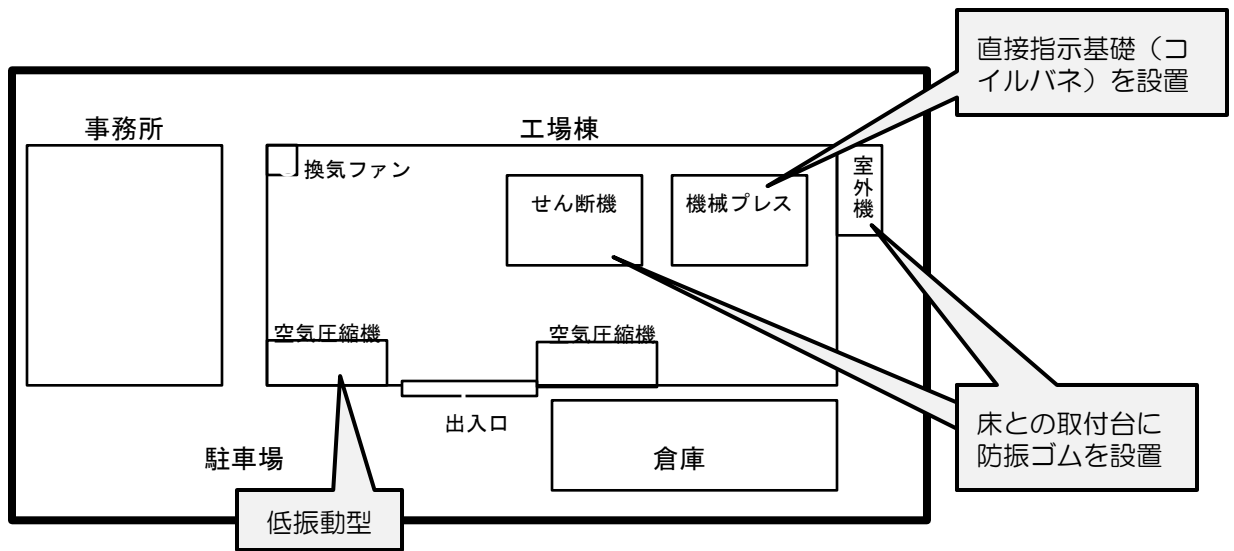 直接指示基礎（コ
イルバネ）を設置
事務所
工場棟
換気ファン
室外機
せん断機
機械プレス
空気圧縮機
空気圧縮機
出入口
駐車場
倉庫
床との取付台に
防振ゴムを設置
低振動型